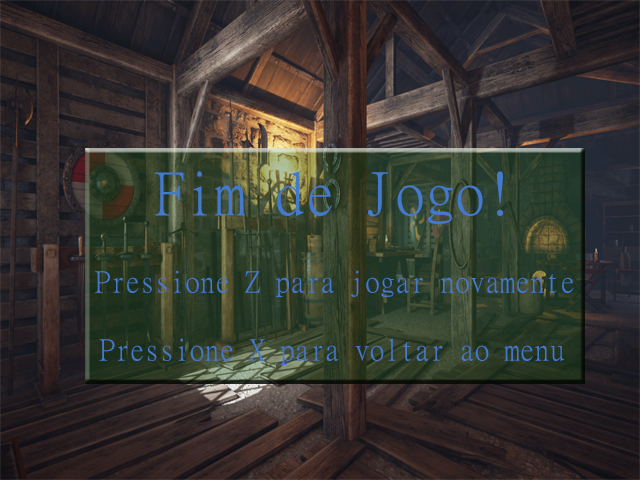 Fim de Jogo!
Pressione Z para jogar novamente
Pressione X para voltar ao menu